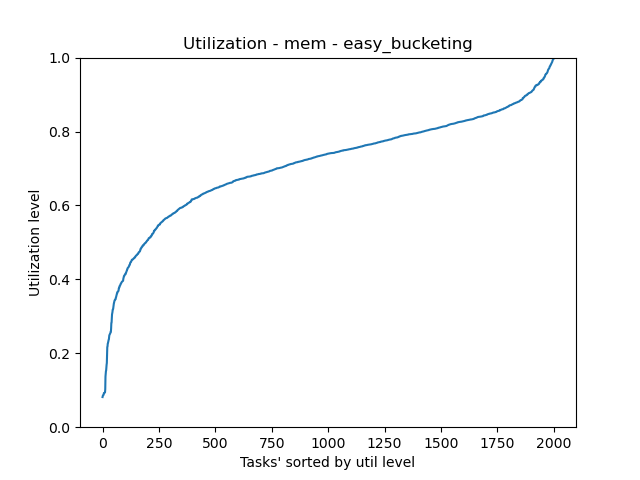 Utilization - mem - easy_bucketing
1.0
0.8
0.6
0.4
0.2
0.0
Utilization level
0 250 500 750 1000 1250 1500 1750 2000
Tasks' sorted by util level